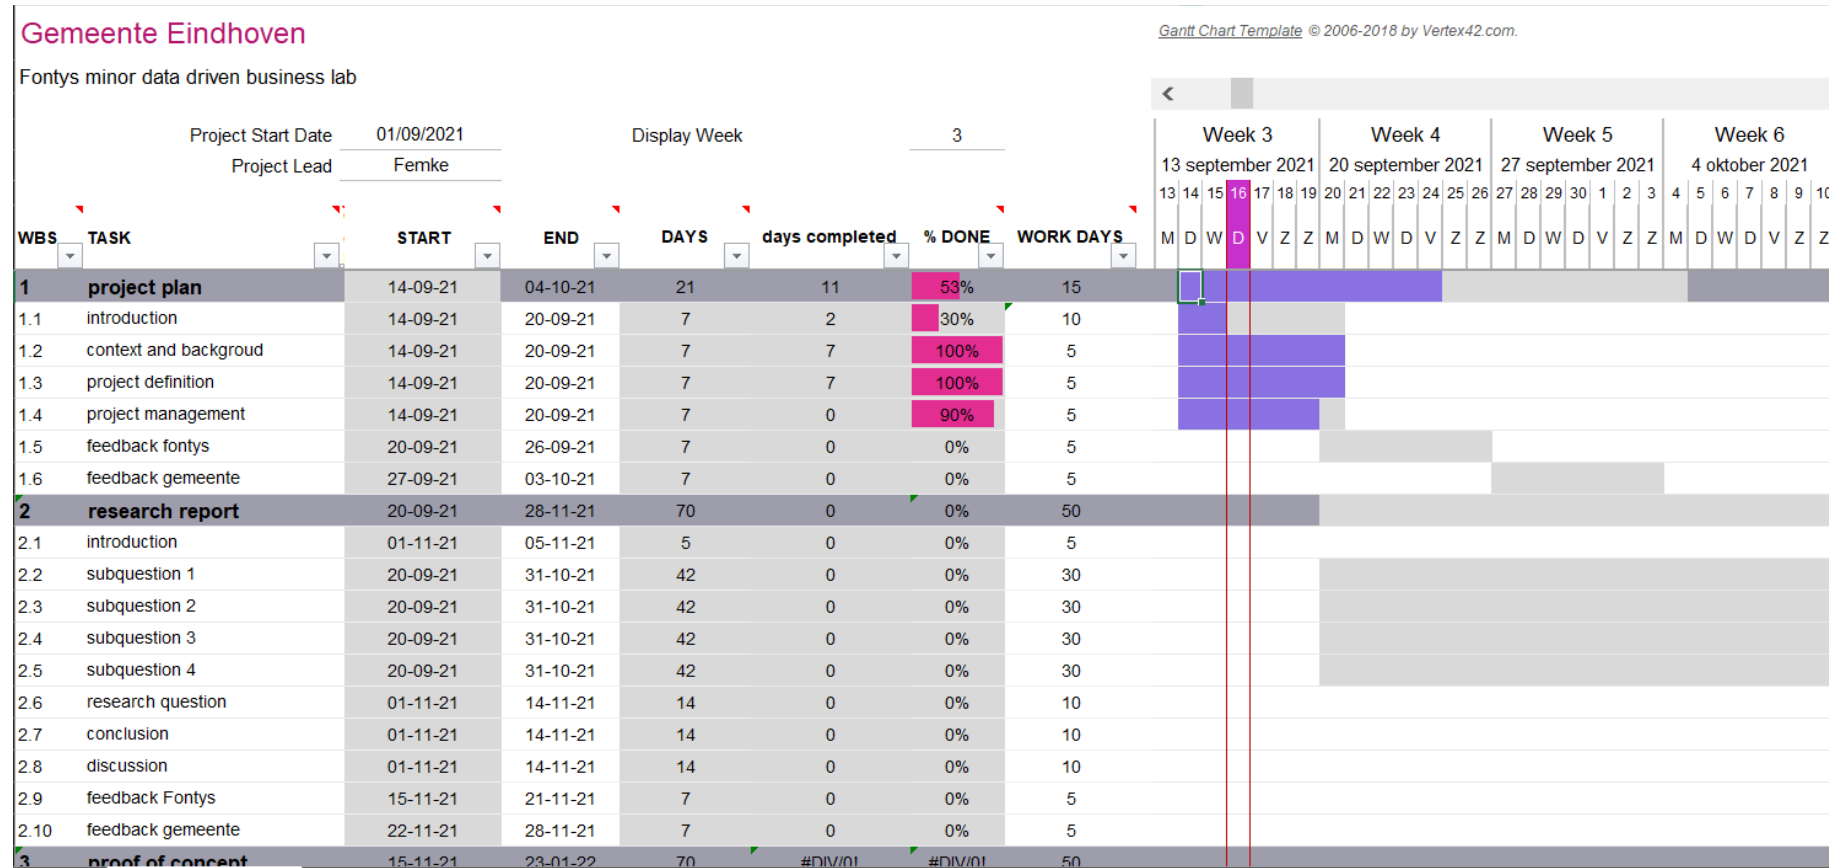 Gemeente Eindhoven
Gantt Chart Template © 2006-2018 by Vertex42.com.
Fontys minor data driven business lab
Project Start Date 01/09/2021 Display Week 3
Project Lead Femke
Week 3 Week 4 Week 5 Week 6
13 september 2021 20 september 2021 27 september 2021 4 oktober 2021
13 14 15 16 17 18 19 20 21 22 23 24 25 26 27 28 29 30 1 2 3 4 5 6 7 8 9 10
WBS TASK START END DAYS days completed % DONE WORK DAYS M D W D V Z Z M D W D V Z Z M D W D V Z Z M D W D V Z Z
1 project plan 14-09-21 04-10-21 21 11 53% 15
1.1 introduction 14-09-21 20-09-21 7 2 30% 10
1.2 context and backgroud 14-09-21 20-09-21 7 7 100% 5
1.3 project definition 14-09-21 20-09-21 7 7 100% 5
1.4 project management 14-09-21 20-09-21 7 0 90% 5
1.5 feedback fontys 20-09-21 26-09-21 7 0 0% 5
1.6 feedback gemeente 27-09-21 03-10-21 7 0 0% 5
2 research report 20-09-21 28-11-21 70 0 0% 50
2.1 introduction 01-11-21 05-11-21 5 0 0% 5
2.2 subquestion 1 20-09-21 31-10-21 42 0 0% 30
2.3 subquestion 2 20-09-21 31-10-21 42 0 0% 30
2.4 subquestion 3 20-09-21 31-10-21 42 0 0% 30
2.5 subquestion 4 20-09-21 31-10-21 42 0 0% 30
2.6 research question 01-11-21 14-11-21 14 0 0% 10
2.7 conclusion 01-11-21 14-11-21 14 0 0% 10
2.8 discussion 01-11-21 14-11-21 14 0 0% 10
2.9 feedback Fontys 15-11-21 21-11-21 7 0 0% 5
2.10 feedback gemeente 22-11-21 28-11-21 7 0 0% 5
3 proof of concept 15-11-21 23-01-22 70 #DIV/0! #DIV/0! 50